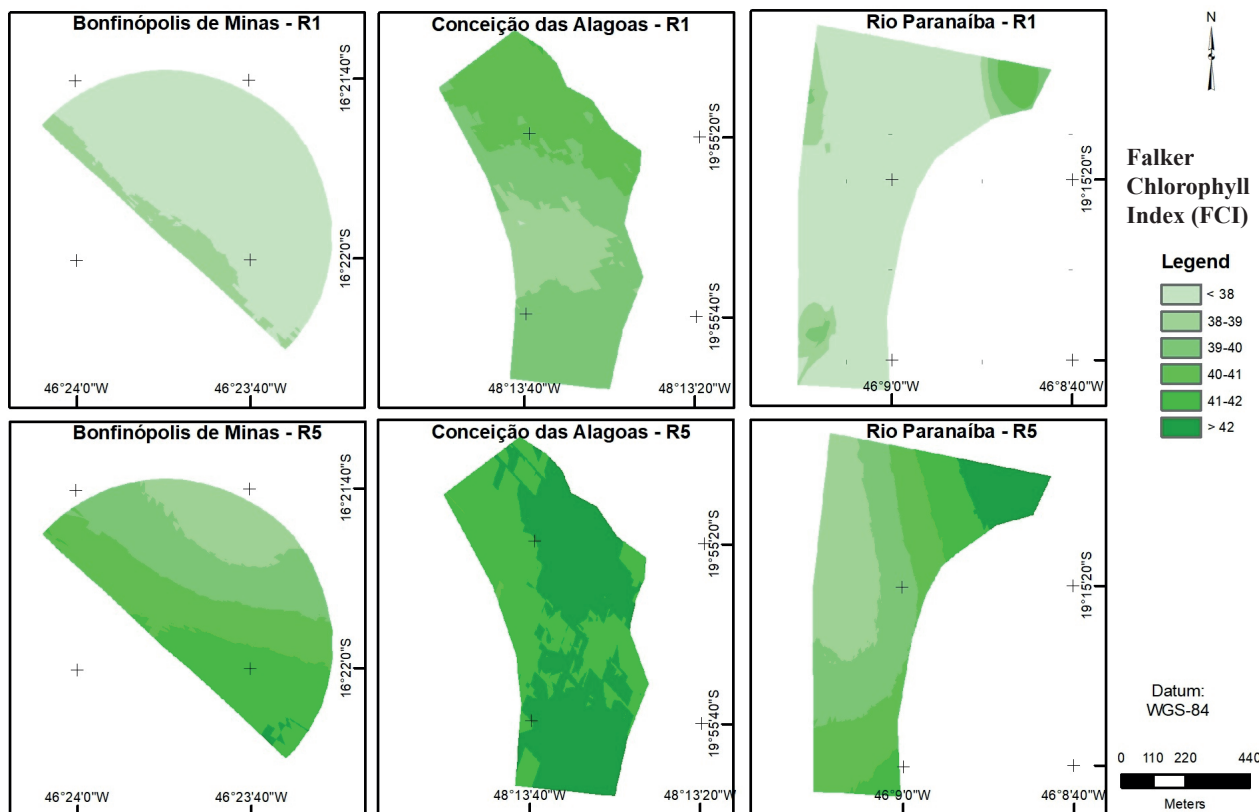 Bonfinópolis de Minas - R1
16°21'40"S
16°22'0"S
46°24'0"W
46°23'40"W
Conceição das Alagoas - R1
19°55'20"S
19°55'40"S
48°13'40"W
48°13'20"W
Rio Paranaíba - R1
19°15'20"S
46°9'0"W
46°8'40"W
N
Falker
Chlorophyll
Index (FCI)
Legend
< 38
38-39
39-40
40-41
41-42
> 42
Bonfinópolis de Minas - R5
16°21'40"S
16°22'0"S
46°24'0"W
46°23'40"W
Conceição das Alagoas - R5
19°55'20"S
19°55'40"S
48°13'40"W
48°13'20"W
Rio Paranaíba - R5
19°15'20"S
46°9'0"W
46°8'40"W
Datum:
WGS-84
0 110 220 440
Meters